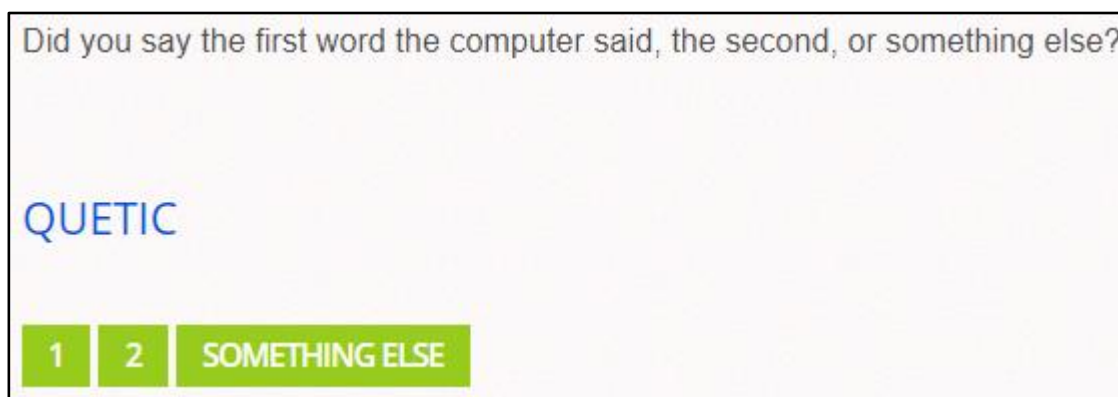 Did you say the first word the computer said, the second, or something else?
QUETIC
1 2 SOMETHING ELSE